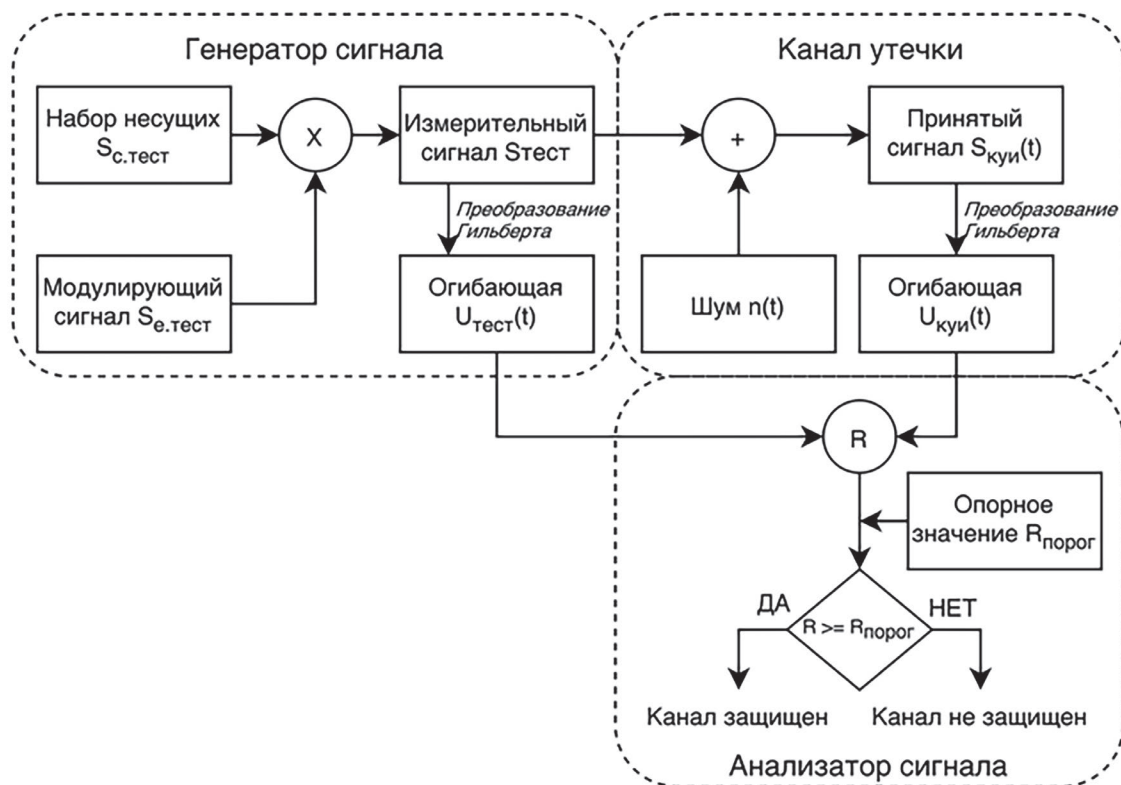 Генератор сигнала
Набор несущих
Sс.тест
X
Измерительный
сигнал Sтест
Преобразование
Гильберта
Модулирующий
сигнал Sе.тест
Огибающая
Uтест(t)
Канал утечки
+
Принятый
сигнал Sкуи(t)
Преобразование
Гильберта
Шум n(t)
Огибающая
Uкуи(t)
R
Опорное
значение Rпорог
ДА
R >= Rпорог
НЕТ
Канал защищен
Канал не защищен
Анализатор сигнала